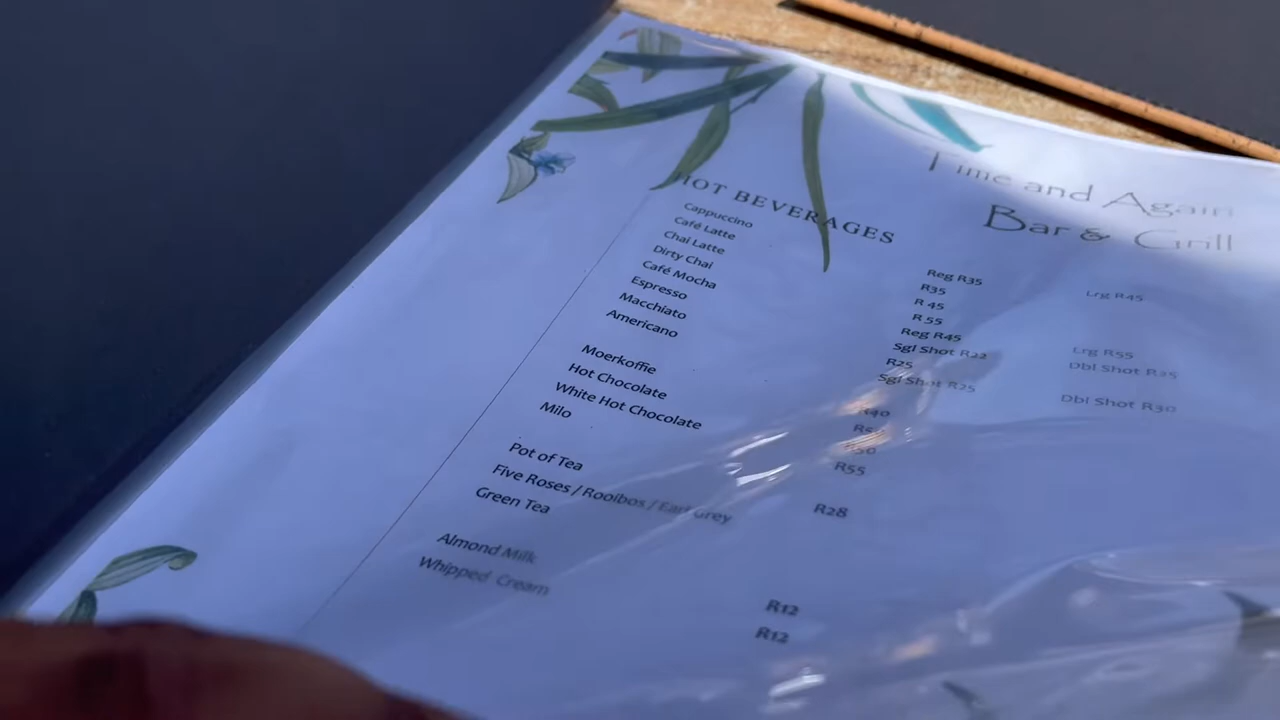 Time and Again
Bar & Grill
HOT BEVERAGES
Cappuccino Reg R35 Lrg R45
Café Latte R35
Chai Latte R 45
Dirty Chai R 55
Café Mocha Reg R45 Lrg R55
Espresso Sgl Shot R22 Dbl Shot R25
Macchiato R25
Americano Sgl Shot R25 Dbl Shot R30
Moerkoffie R40
Hot Chocolate
White Hot Chocolate
Milo R55
Pot of Tea R28
Five Roses / Rooibos / Earl Grey
Green Tea
Almond Milk R12
Whipped Cream R12